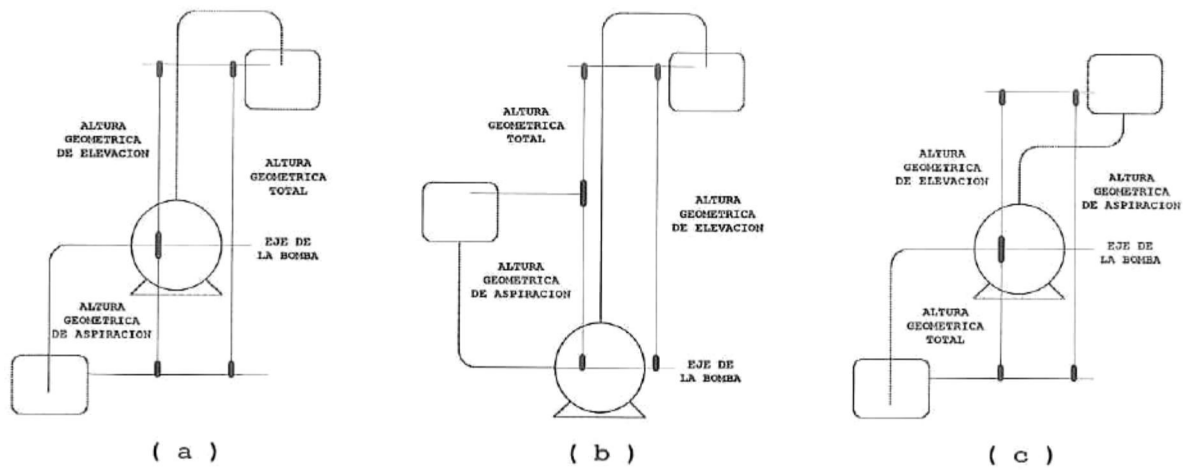 ALTURA
GEOMETRICA
DE ELEVACION
ALTURA
GEOMETRICA
TOTAL
EJE DE
LA BOMBA
ALTURA
GEOMETRICA
DE ASPIRACION
( a )
ALTURA
GEOMETRICA
TOTAL
ALTURA
GEOMETRICA
DE ELEVACION
ALTURA
GEOMETRICA
DE ASPIRACION
EJE DE
LA BOMBA
( b )
ALTURA
GEOMETRICA
DE ELEVACION
ALTURA
GEOMETRICA
DE ASPIRACION
EJE DE
LA BOMBA
ALTURA
GEOMETRICA
TOTAL
( c )